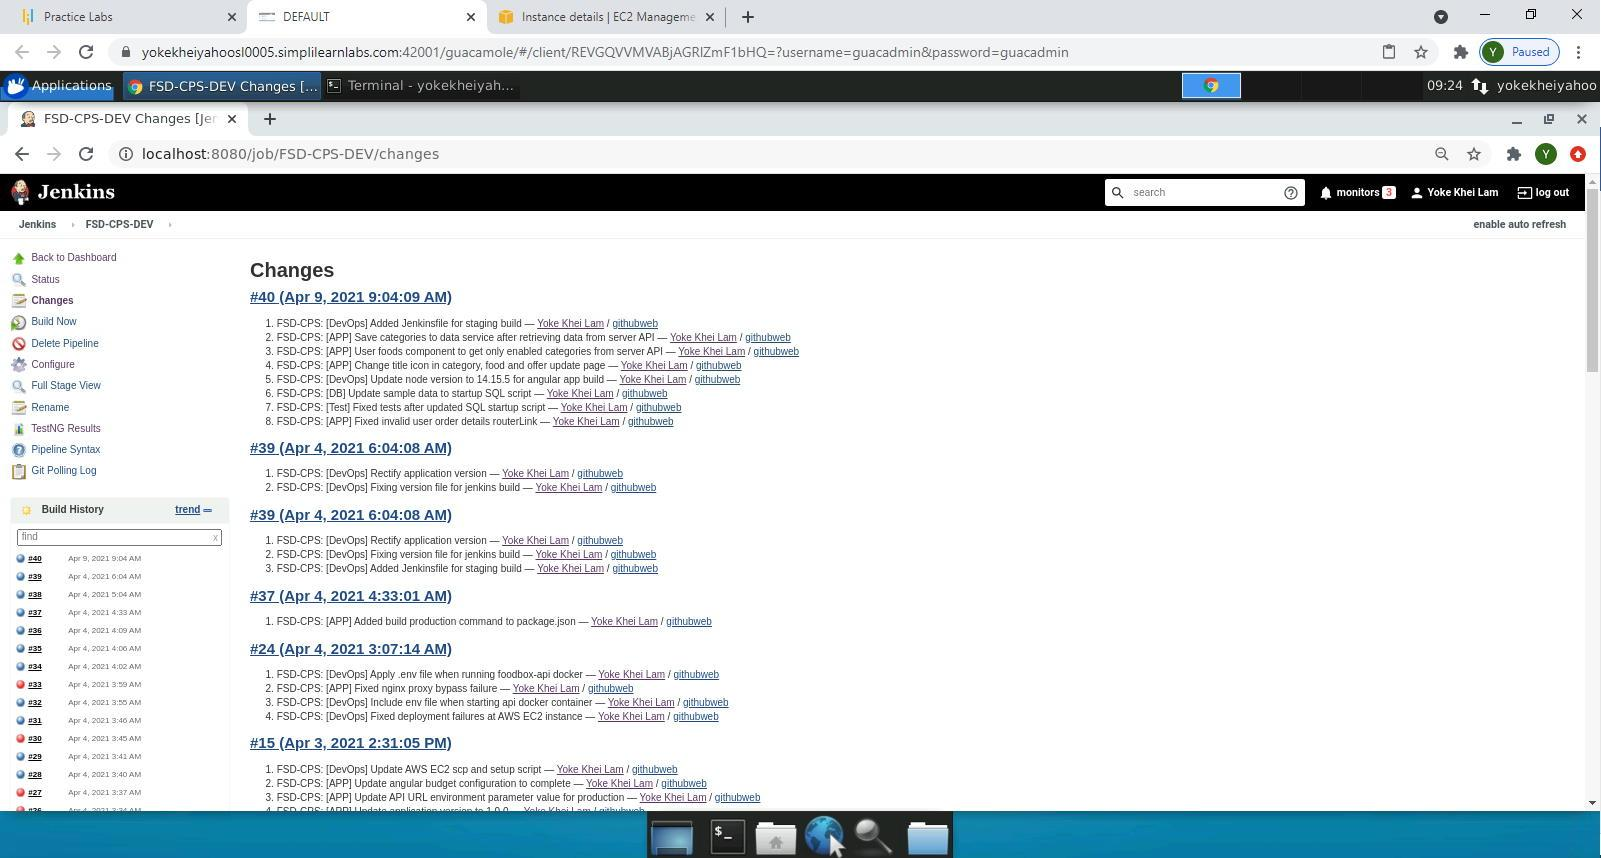 Practice Labs
DEFAULT
Instance details | EC2 Manageme
yokekheiyahoosl0005.simplilearnlabs.com:42001/guacamole/#/client/REVGQVVMVABjAGRIZmF1bHQ=?username=guacadmin&password=guacadmin
Y Paused
Applications
FSD-CPS-DEV Changes [...
Terminal - yokekheiyah...
09:24
yokekheiyahoo
FSD-CPS-DEV Changes [Jer
localhost:8080/job/FSD-CPS-DEV/changes
Y
Jenkins
search
monitors 3
Yoke Khei Lam
log out
Jenkins
FSD-CPS-DEV
enable auto refresh
Back to Dashboard
Status
Changes
Build Now
Delete Pipeline
Configure
Full Stage View
Rename
TestNG Results
Pipeline Syntax
Git Polling Log
Build History
trend
find
x
#40 Apr 9, 2021 9:04 AM
#39 Apr 4, 2021 6:04 AM
#38 Apr 4, 2021 5:04 AM
#37 Apr 4, 2021 4:33 AM
#36 Apr 4, 2021 4:09 AM
#35 Apr 4, 2021 4:06 AM
#34 Apr 4, 2021 4:02 AM
#33 Apr 4, 2021 3:59 AM
#32 Apr 4, 2021 3:55 AM
#31 Apr 4, 2021 3:46 AM
#30 Apr 4, 2021 3:45 AM
#29 Apr 4, 2021 3:41 AM
#28 Apr 4, 2021 3:40 AM
#27 Apr 4, 2021 3:37 AM
#26 Apr 4, 2021 3:34 AM
Changes
#40 (Apr 9, 2021 9:04:09 AM)
1. FSD-CPS: [DevOps] Added Jenkinsfile for staging build — Yoke Khei Lam / githubweb
2. FSD-CPS: [APP] Save categories to data service after retrieving data from server API — Yoke Khei Lam / githubweb
3. FSD-CPS: [APP] User foods component to get only enabled categories from server API — Yoke Khei Lam / githubweb
4. FSD-CPS: [APP] Change title icon in category, food and offer update page — Yoke Khei Lam / githubweb
5. FSD-CPS: [DevOps] Update node version to 14.15.5 for angular app build — Yoke Khei Lam / githubweb
6. FSD-CPS: [DB] Update sample data to startup SQL script — Yoke Khei Lam / githubweb
7. FSD-CPS: [Test] Fixed tests after updated SQL startup script — Yoke Khei Lam / githubweb
8. FSD-CPS: [APP] Fixed invalid user order details routerLink — Yoke Khei Lam / githubweb
#39 (Apr 4, 2021 6:04:08 AM)
1. FSD-CPS: [DevOps] Rectify application version — Yoke Khei Lam / githubweb
2. FSD-CPS: [DevOps] Fixing version file for jenkins build — Yoke Khei Lam / githubweb
#39 (Apr 4, 2021 6:04:08 AM)
1. FSD-CPS: [DevOps] Rectify application version — Yoke Khei Lam / githubweb
2. FSD-CPS: [DevOps] Fixing version file for jenkins build — Yoke Khei Lam / githubweb
3. FSD-CPS: [DevOps] Added Jenkinsfile for staging build — Yoke Khei Lam / githubweb
#37 (Apr 4, 2021 4:33:01 AM)
1. FSD-CPS: [APP] Added build production command to package.json — Yoke Khei Lam / githubweb
#24 (Apr 4, 2021 3:07:14 AM)
1. FSD-CPS: [DevOps] Apply .env file when running foodbox-api docker — Yoke Khei Lam / githubweb
2. FSD-CPS: [APP] Fixed nginx proxy bypass failure — Yoke Khei Lam / githubweb
3. FSD-CPS: [DevOps] Include env file when starting api docker container — Yoke Khei Lam / githubweb
4. FSD-CPS: [DevOps] Fixed deployment failures at AWS EC2 instance — Yoke Khei Lam / githubweb
#15 (Apr 3, 2021 2:31:05 PM)
1. FSD-CPS: [DevOps] Update AWS EC2 scp and setup script — Yoke Khei Lam / githubweb
2. FSD-CPS: [APP] Update angular budget configuration to complete — Yoke Khei Lam / githubweb
3. FSD-CPS: [APP] Update API URL environment parameter value for production — Yoke Khei Lam / githubweb
4. FSD-CPS: [APP] Update application version to 1.0.0 — Yoke Khei Lam / githubweb
$_